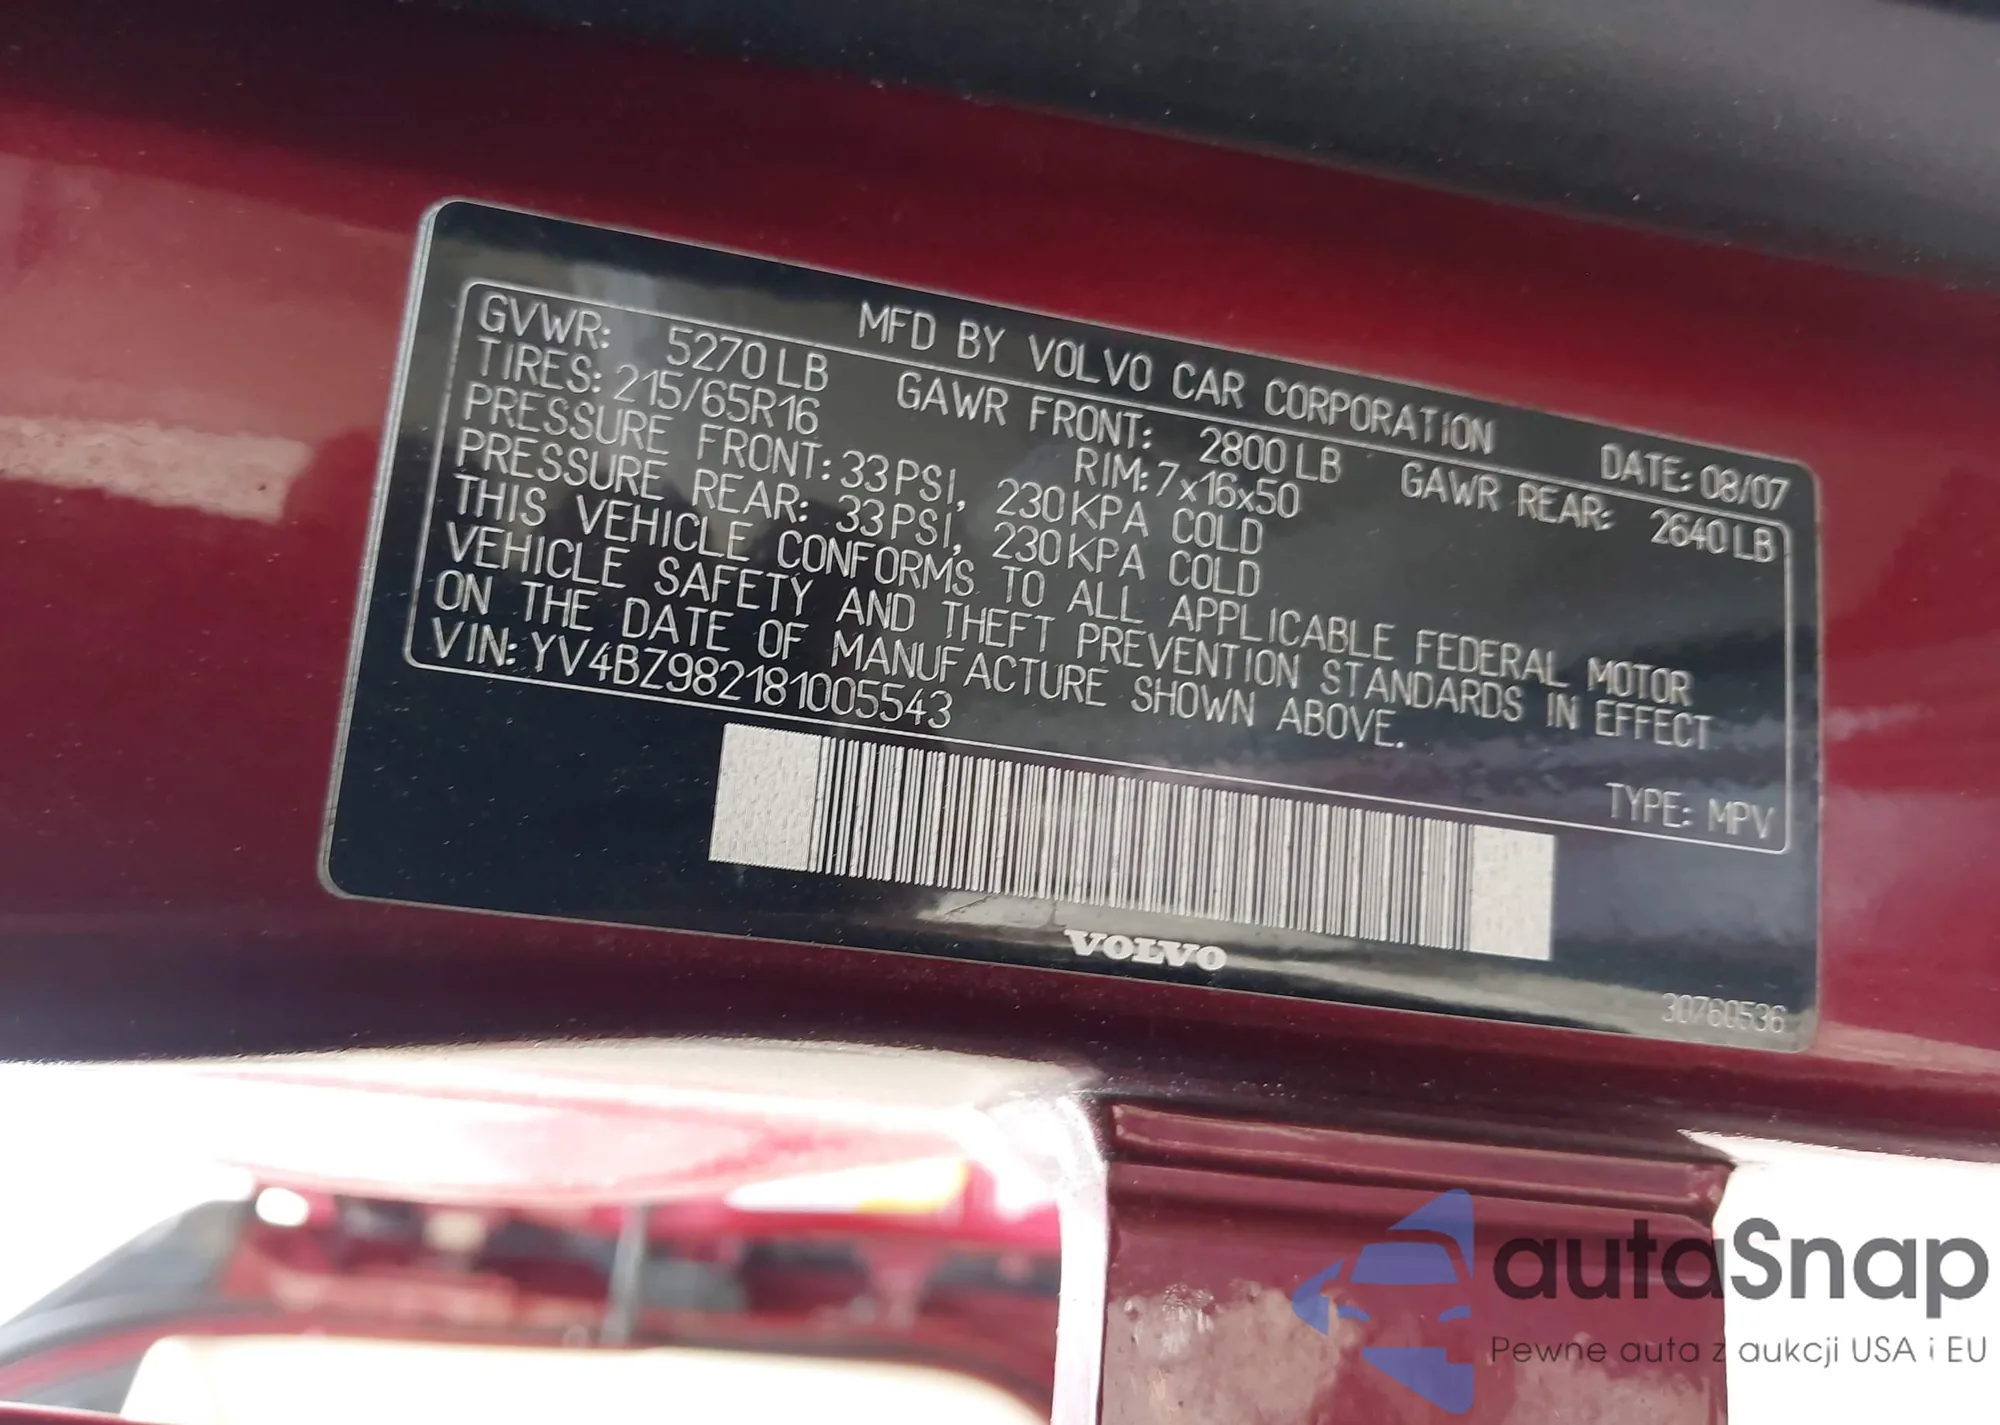 MFD BY VOLVO CAR CORPORATION DATE: 08/07
GVWR: 5270 LB GAWR FRONT: 2800 LB GAWR REAR: 2640 LB
TIRES: 215/65R16 RIM: 7x16x50
PRESSURE FRONT: 33 PSI, 230 KPA COLD
PRESSURE REAR: 33 PSI, 230 KPA COLD
THIS VEHICLE CONFORMS TO ALL APPLICABLE FEDERAL MOTOR
VEHICLE SAFETY AND THEFT PREVENTION STANDARDS IN EFFECT
ON THE DATE OF MANUFACTURE SHOWN ABOVE.
VIN: YV4BZ982181005543 TYPE: MPV
VOLVO
30760536
autaSnap
Pewne auta z aukcji USA i EU